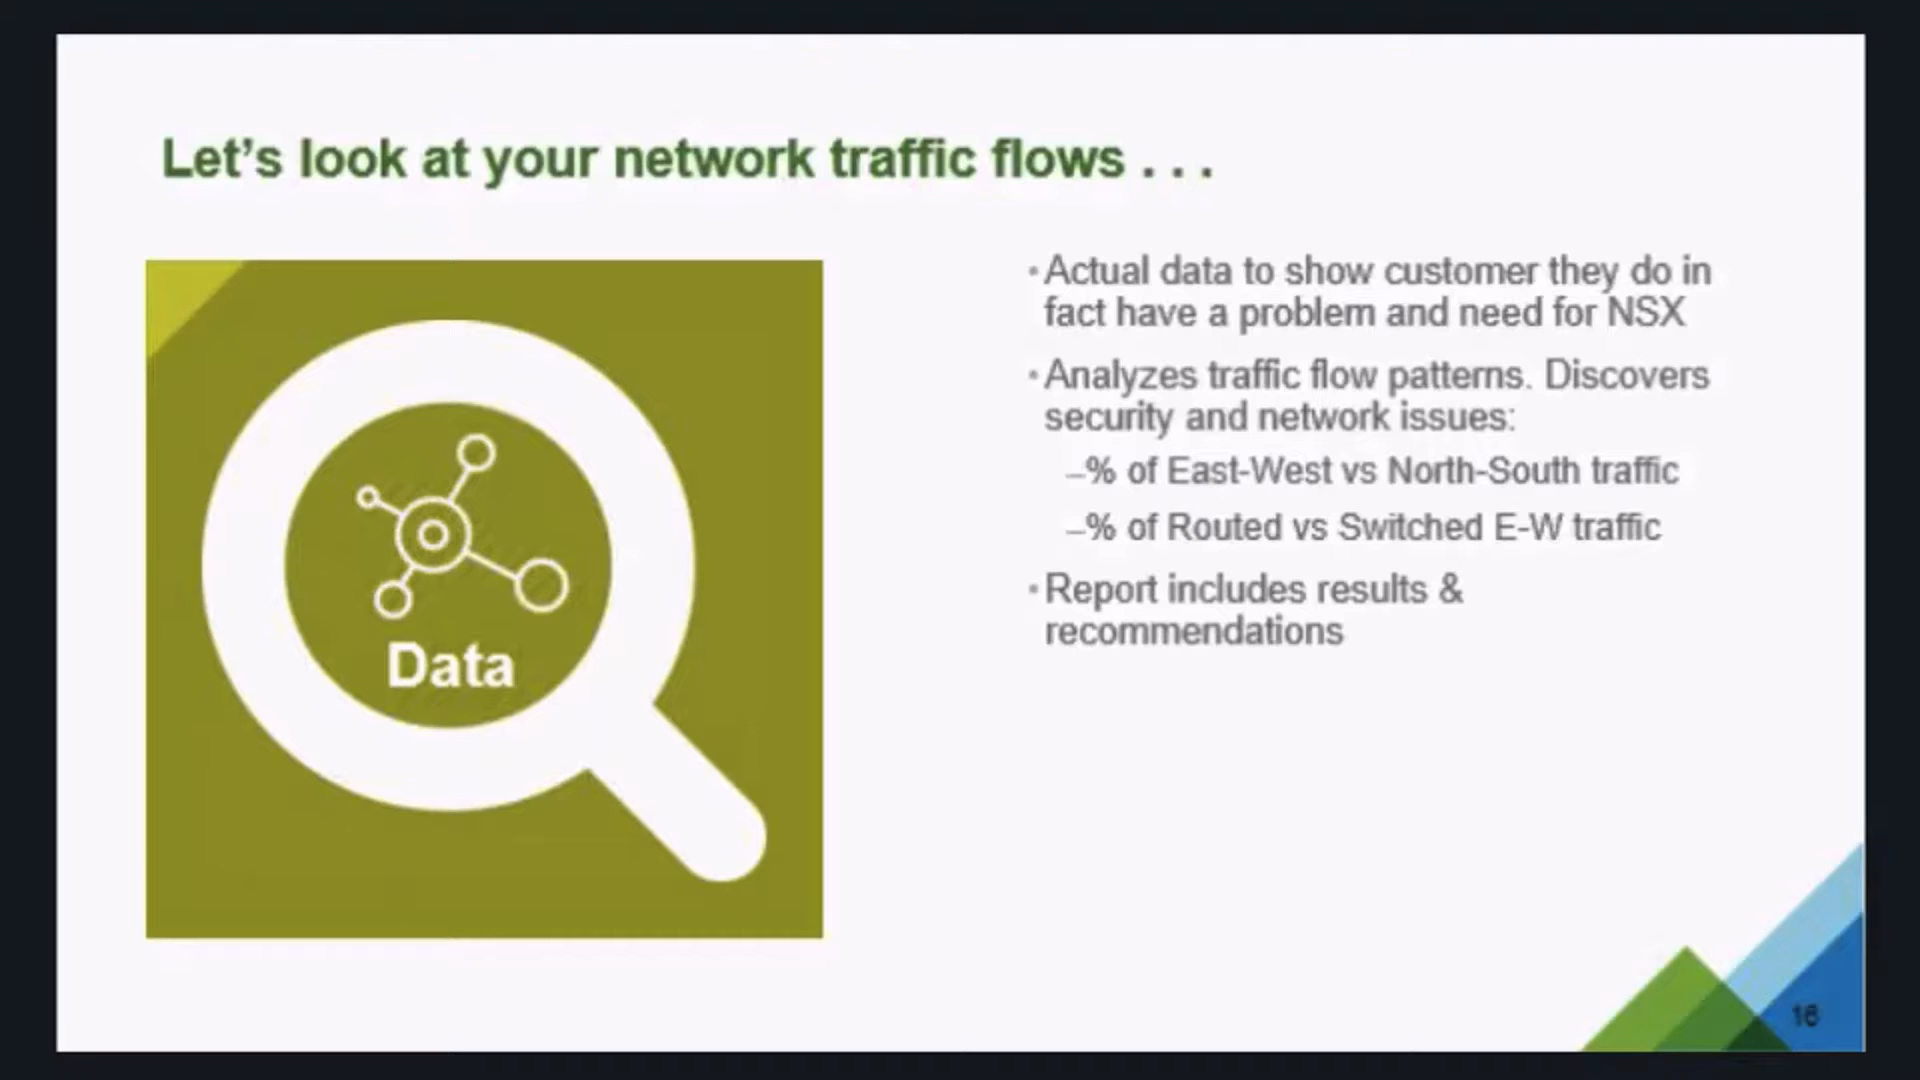 Let's look at your network traffic flows . . .
•Actual data to show customer they do in
fact have a problem and need for NSX
•Analyzes traffic flow patterns. Discovers
security and network issues:
–% of East-West vs North-South traffic
–% of Routed vs Switched E-W traffic
•Report includes results &
recommendations
Data
16